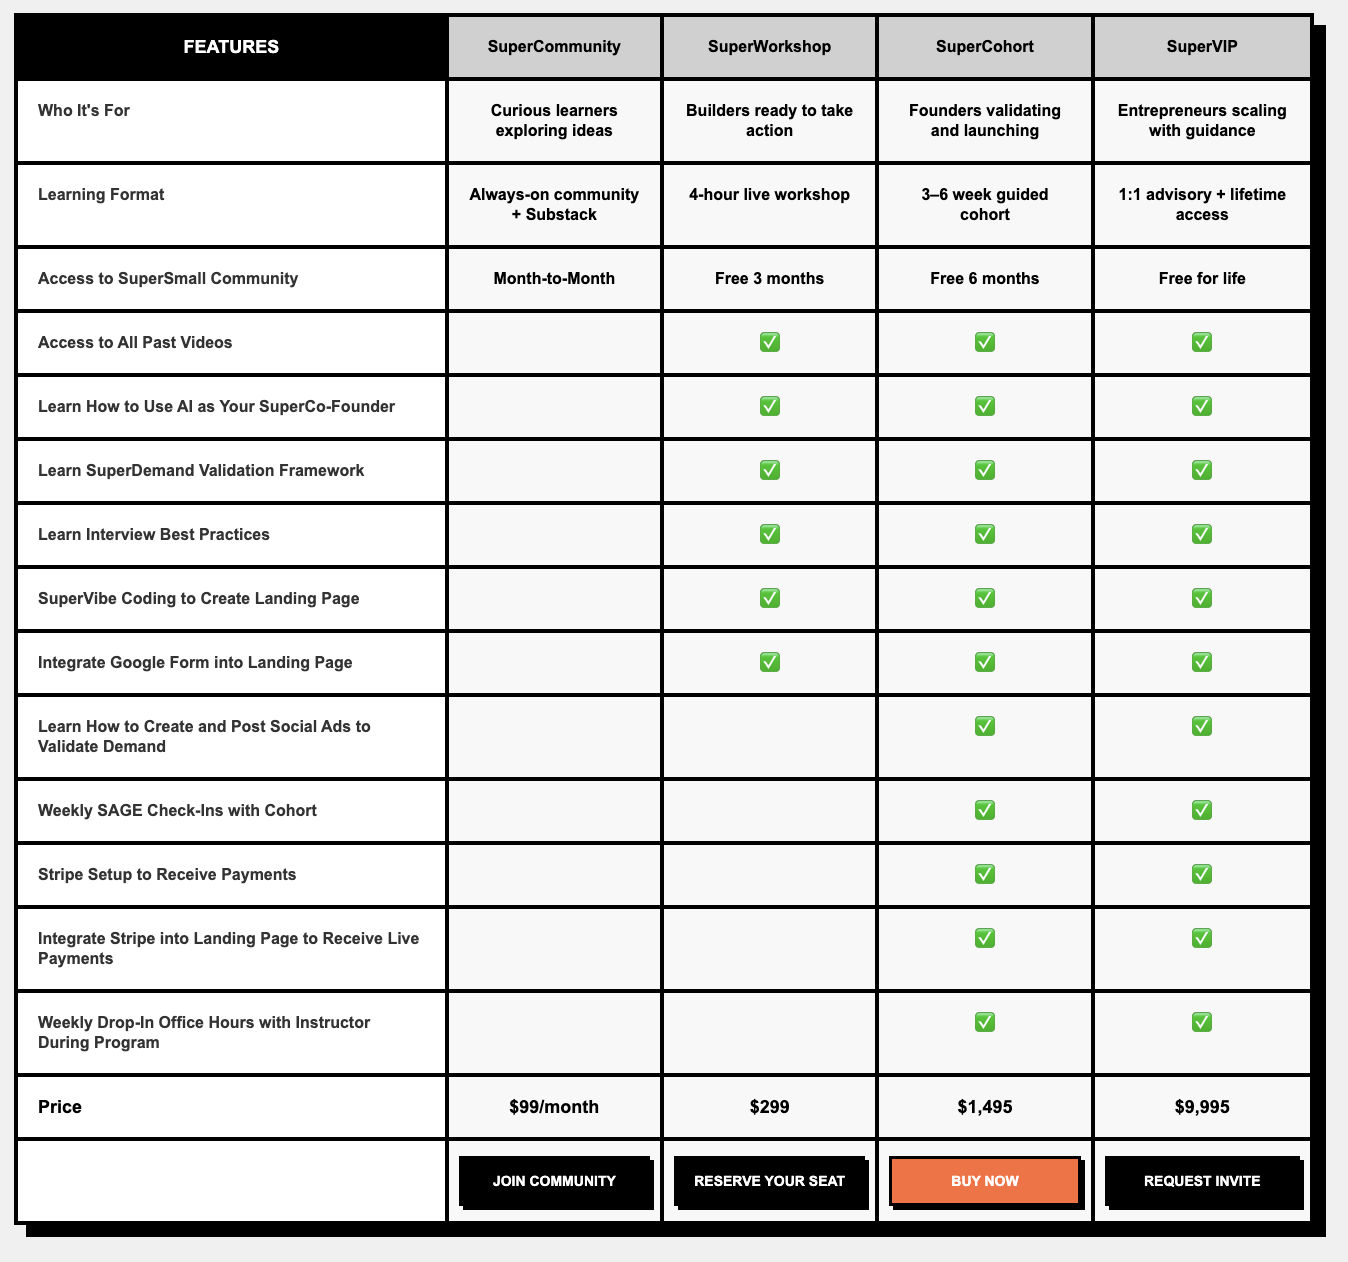 FEATURES SuperCommunity SuperWorkshop SuperCohort SuperVIP
Who It's For
Curious learners
exploring ideas
Builders ready to take
action
Founders validating
and launching
Entrepreneurs scaling
with guidance
Learning Format
Always-on community
+ Substack
4-hour live workshop
3–6 week guided
cohort
1:1 advisory + lifetime
access
Access to SuperSmall Community Month-to-Month Free 3 months Free 6 months Free for life
Access to All Past Videos ✅ ✅ ✅
Learn How to Use AI as Your SuperCo-Founder ✅ ✅ ✅
Learn SuperDemand Validation Framework ✅ ✅ ✅
Learn Interview Best Practices ✅ ✅ ✅
SuperVibe Coding to Create Landing Page ✅ ✅ ✅
Integrate Google Form into Landing Page ✅ ✅ ✅
Learn How to Create and Post Social Ads to
Validate Demand
✅ ✅
Weekly SAGE Check-Ins with Cohort ✅ ✅
Stripe Setup to Receive Payments ✅ ✅
Integrate Stripe into Landing Page to Receive Live
Payments
✅ ✅
Weekly Drop-In Office Hours with Instructor
During Program
✅ ✅
Price $99/month $299 $1,495 $9,995
JOIN COMMUNITY RESERVE YOUR SEAT BUY NOW REQUEST INVITE